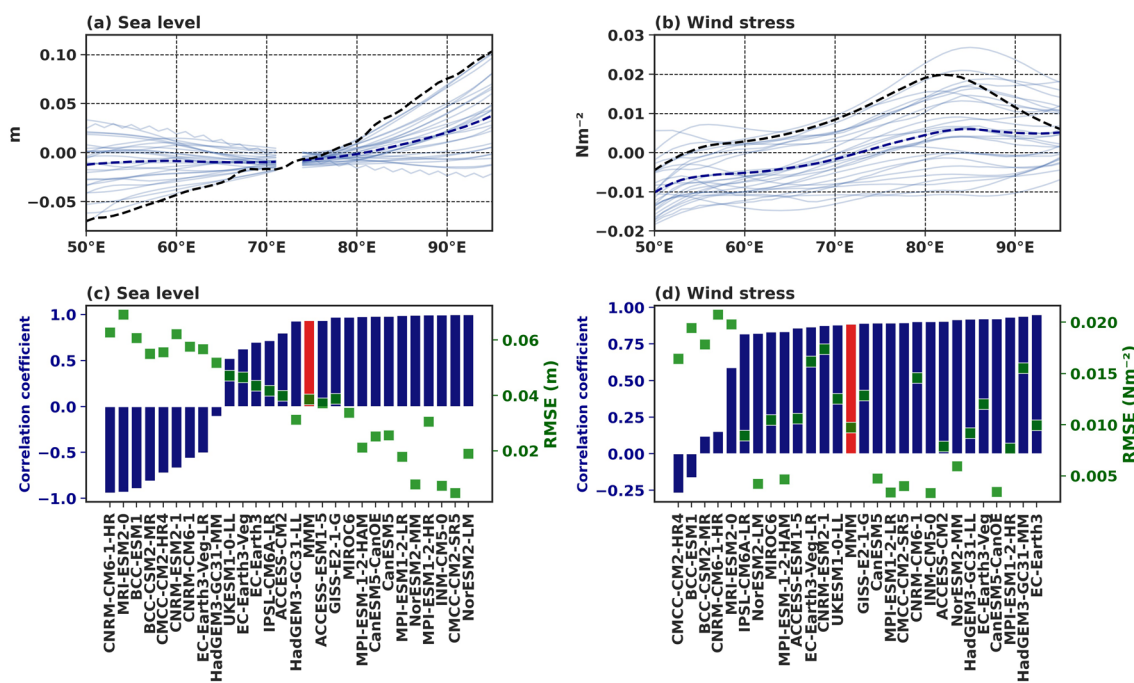 (a) Sea level
(b) Wind stress
m
0.10
0.05
0.00
−0.05
50°E
60°E
70°E
80°E
90°E
Nm⁻²
0.03
0.02
0.01
0.00
−0.01
−0.02
50°E
60°E
70°E
80°E
90°E
(c) Sea level
(d) Wind stress
Correlation coefficient
1.0
0.5
0.0
−0.5
−1.0
RMSE (m)
0.06
0.04
0.02
CNRM-CM6-1-HR
MRI-ESM2-0
BCC-ESM1
BCC-CSM2-MR
CMCC-CM2-HR4
CNRM-ESM2-1
CNRM-CM6-1
EC-Earth3-Veg-LR
HadGEM3-GC31-MM
UKESM1-0-LL
EC-Earth3-Veg
EC-Earth3
IPSL-CM6A-LR
ACCESS-CM2
HadGEM3-GC31-LL
MMM
ACCESS-ESM1-5
GISS-E2-1-G
MIROC6
MPI-ESM-1-2-HAM
CanESM5-CanOE
CanESM5
MPI-ESM1-2-LR
NorESM2-MM
MPI-ESM1-2-HR
INM-CM5-0
CMCC-CM2-SR5
NorESM2-LM
Correlation coefficient
1.00
0.75
0.50
0.25
0.00
−0.25
RMSE (Nm⁻²)
0.020
0.015
0.010
0.005
CMCC-CM2-HR4
BCC-ESM1
BCC-CSM2-MR
CNRM-CM6-1-HR
MRI-ESM2-0
IPSL-CM6A-LR
NorESM2-LM
MIROC6
MPI-ESM-1-2-HAM
ACCESS-ESM1-5
EC-Earth3-Veg-LR
CNRM-ESM2-1
UKESM1-0-LL
MMM
GISS-E2-1-G
CanESM5
MPI-ESM1-2-LR
CMCC-CM2-SR5
CNRM-CM6-1
INM-CM5-0
ACCESS-CM2
NorESM2-MM
HadGEM3-GC31-LL
EC-Earth3-Veg
CanESM5-CanOE
MPI-ESM1-2-HR
HadGEM3-GC31-MM
EC-Earth3